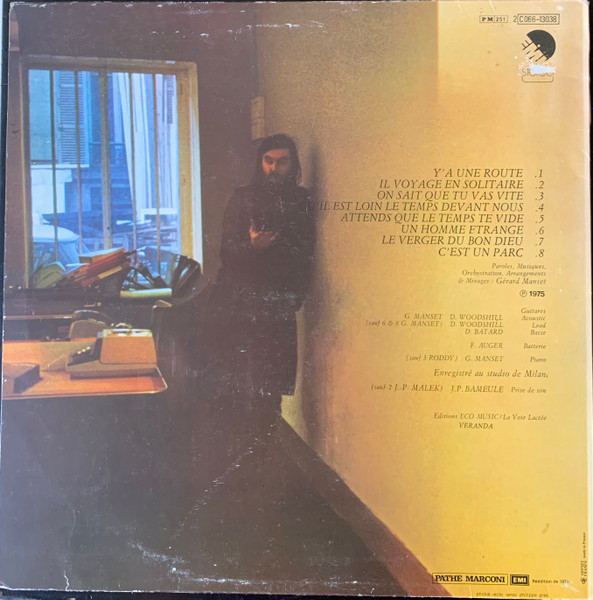 PM 251 2C066-13038
EMI
Y'A UNE ROUTE .1
IL VOYAGE EN SOLITAIRE .2
ON SAIT QUE TU VAS VITE .3
IL EST LOIN LE TEMPS DEVANT NOUS .4
ATTENDS QUE LE TEMPS TE VIDE .5
UN HOMME ETRANGE .6
LE VERGER DU BON DIEU .7
C'EST UN PARC .8
Paroles, Musiques,
Orchestration, Arrangements
& Mixages : Gérard Manset
℗ 1975
Guitares
G. MANSET D. WOODSHILL Acoustic
(sauf 6 & 8 G. MANSET) D. WOODSHILL Lead
D. BATARD Basse
F. AUGER Batterie
(sauf 3 RODDY) G. MANSET Piano
Enregistré au studio de Milan,
(sauf 2 J.-P. MALEK) J.P. BAMEULE Prise de son
Editions ECO MUSIC/La Voie Lactée
VERANDA
PATHE MARCONI EMI